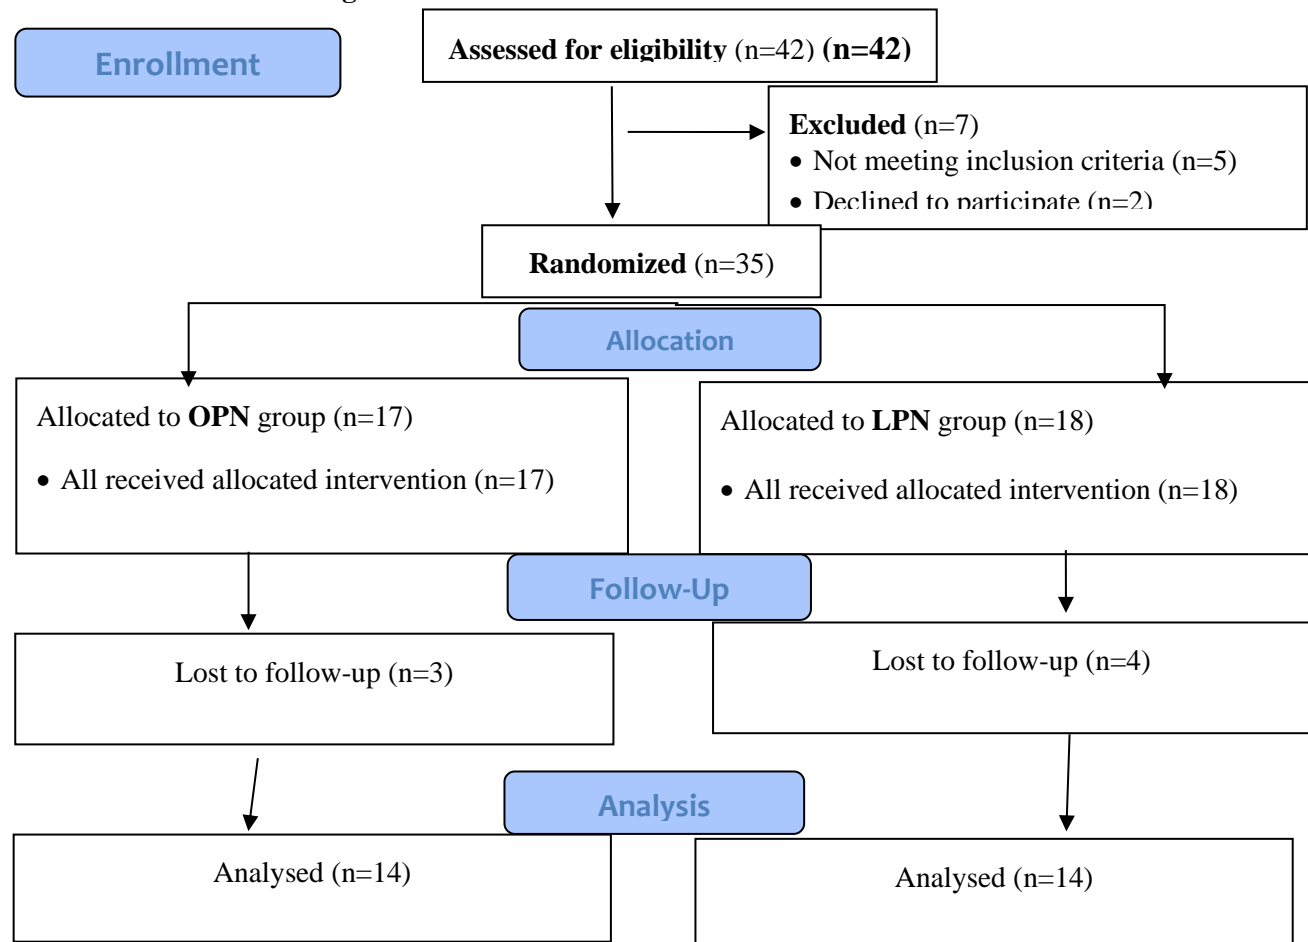 Enrollment
Assessed for eligibility (n=42) (n=42)
Excluded (n=7)
• Not meeting inclusion criteria (n=5)
• Declined to participate (n=2)
Randomized (n=35)
Allocation
Allocated to OPN group (n=17)
• All received allocated intervention (n=17)
Allocated to LPN group (n=18)
• All received allocated intervention (n=18)
Follow-Up
Lost to follow-up (n=3)
Lost to follow-up (n=4)
Analysis
Analysed (n=14)
Analysed (n=14)